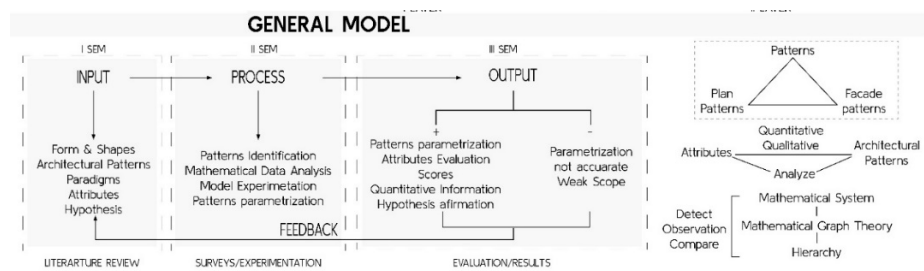 GENERAL MODEL
I SEM
II SEM
III SEM
INPUT
PROCESS
OUTPUT
Form & Shapes
Architectural Patterns
Paradigms
Attributes
Hypothesis
Patterns Identification
Mathematical Data Analysis
Model Experimetation
Patterns parametrization
+
Patterns parametrization
Attributes Evaluation
Scores
Quantitative Information
Hypothesis afirmation
-
Parametrization
not accuarate
Weak Scope
FEEDBACK
LITERARTURE REVIEW
SURVEYS/EXPERIMENTATION
EVALUATION/RESULTS
Patterns
Plan
Patterns
Facade
patterns
Quantitative
Qualitative
Attributes
Architectural
Patterns
Analyze
Mathematical System
Detect
Observation
Compare
Mathematical Graph Theory
Hierarchy